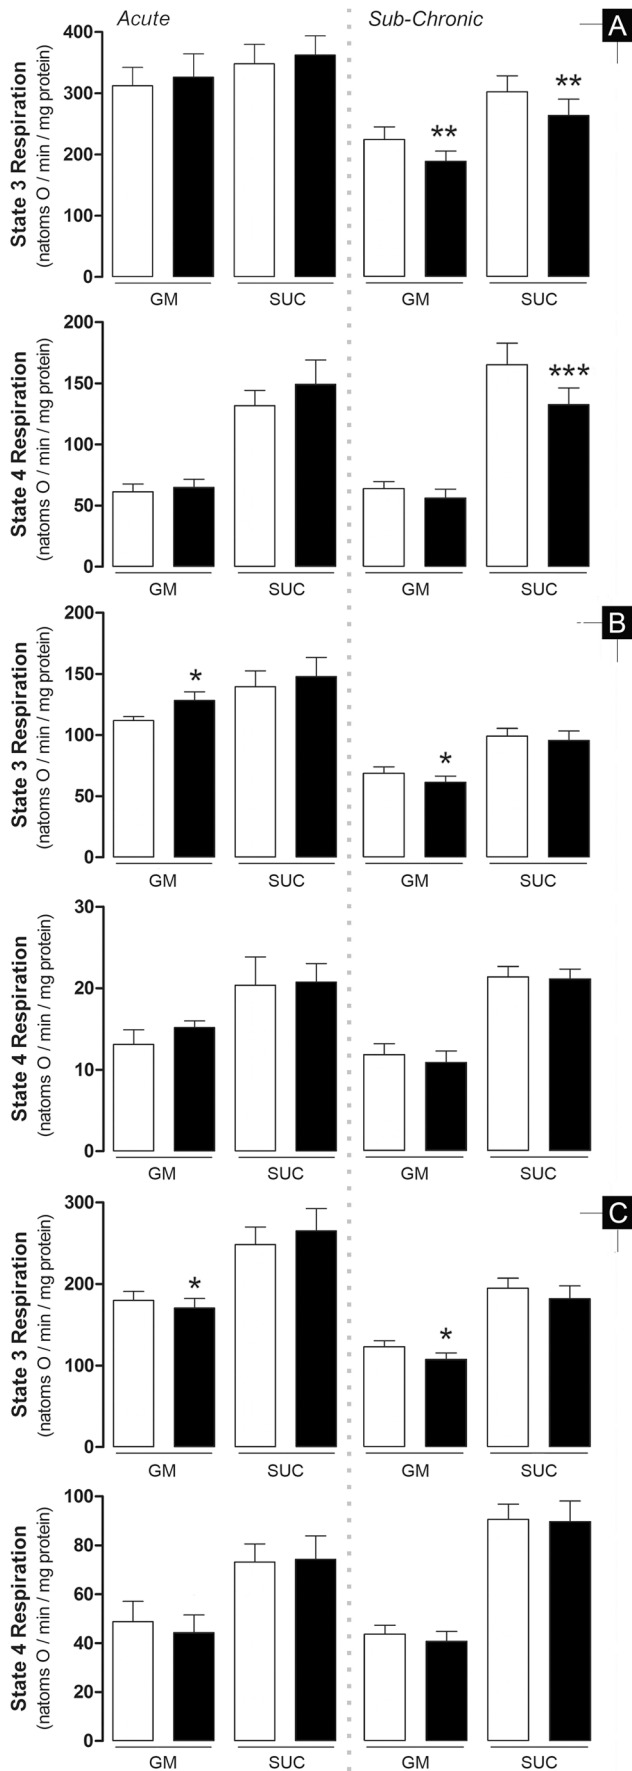 Acute
Sub-Chronic
A
State 3 Respiration
(natoms O / min / mg protein)
400
300
200
100
0
**
**
GM
SUC
GM
SUC
State 4 Respiration
(natoms O / min / mg protein)
200
150
100
50
0
***
GM
SUC
GM
SUC
B
State 3 Respiration
(natoms O / min / mg protein)
200
150
100
50
0
*
*
GM
SUC
GM
SUC
State 4 Respiration
(natoms O / min / mg protein)
30
20
10
0
GM
SUC
GM
SUC
C
State 3 Respiration
(natoms O / min / mg protein)
300
200
100
0
*
*
GM
SUC
GM
SUC
State 4 Respiration
(natoms O / min / mg protein)
100
80
60
40
20
0
GM
SUC
GM
SUC